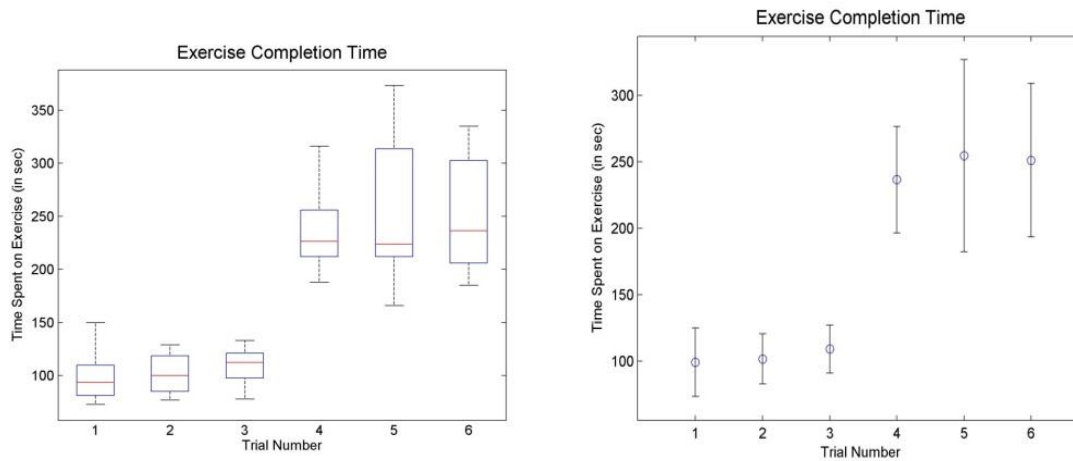 Exercise Completion Time
Time Spent on Exercise (in sec)
350
300
250
200
150
100
1 2 3 4 5 6
Trial Number
Exercise Completion Time
Time Spent on Exercise (in sec)
300
250
200
150
100
1 2 3 4 5 6
Trial Number